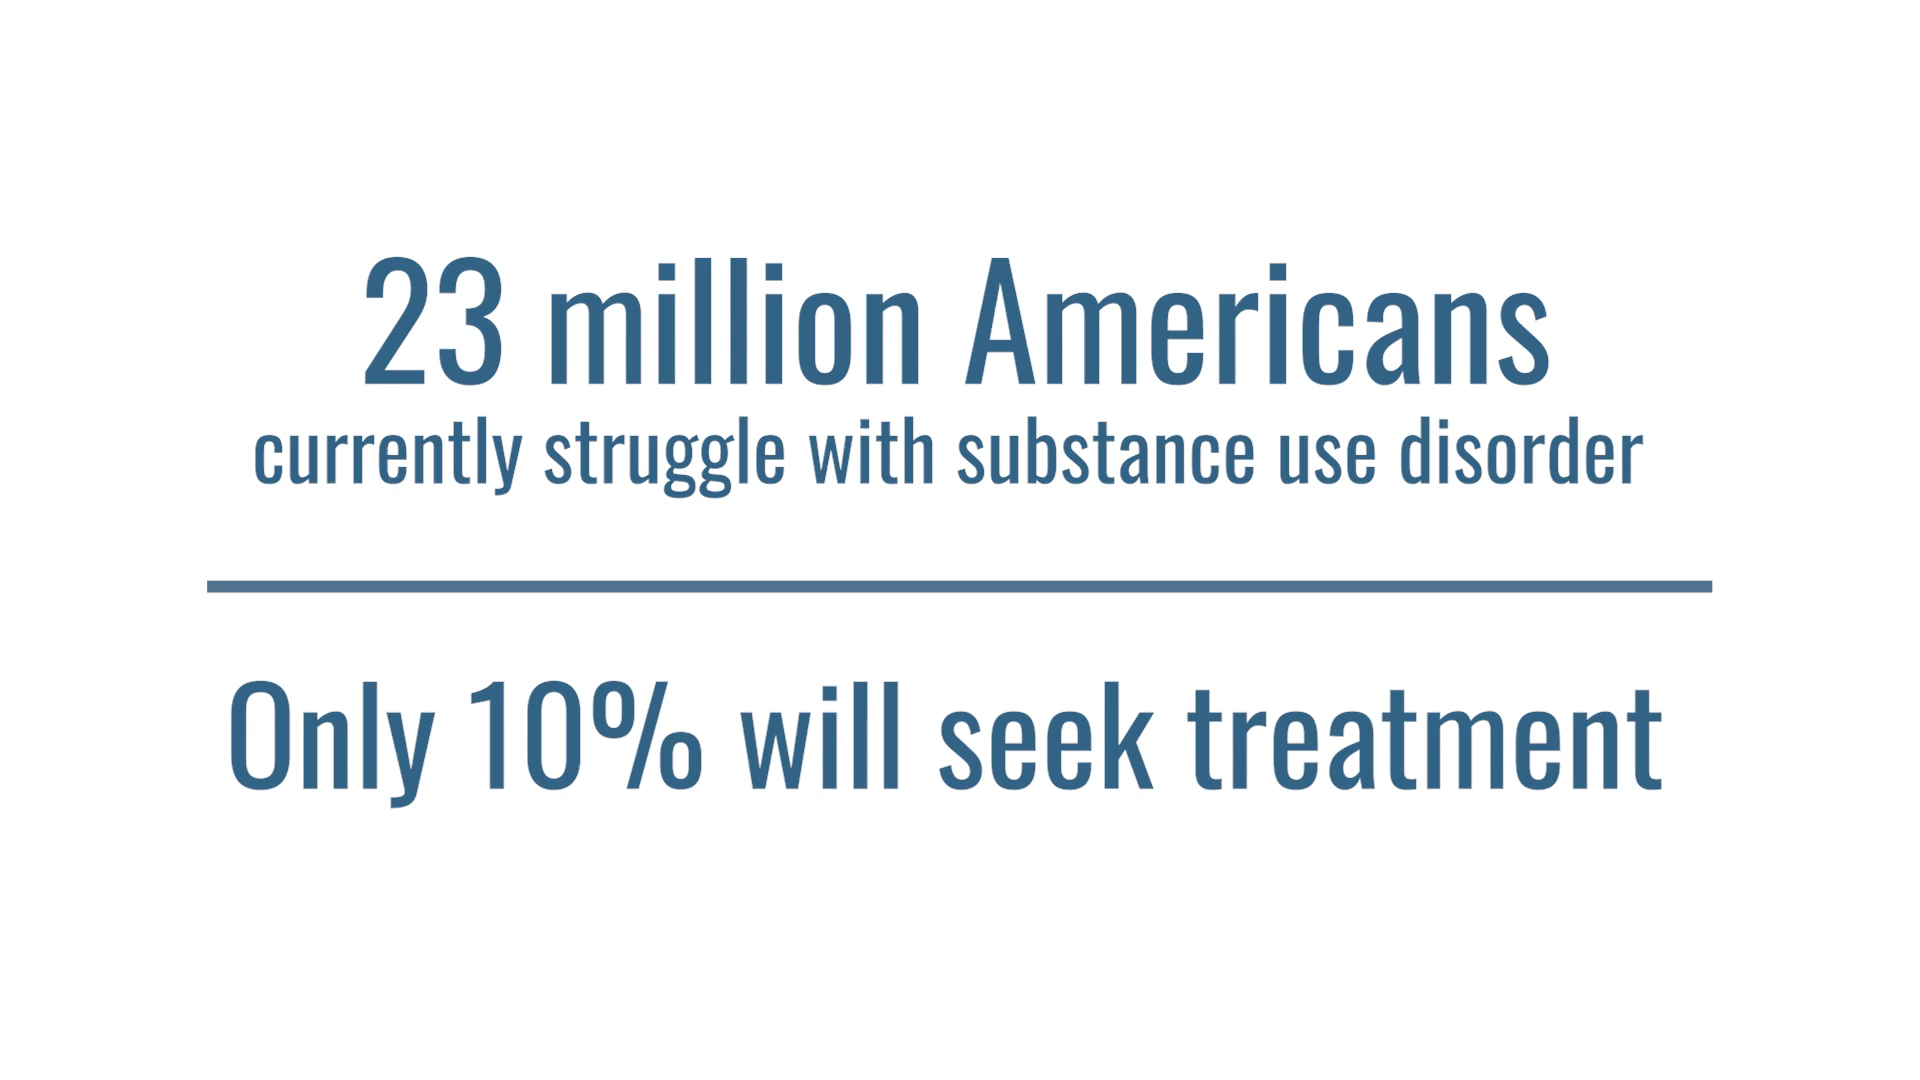 23 million Americans
currently struggle with substance use disorder
Only 10% will seek treatment